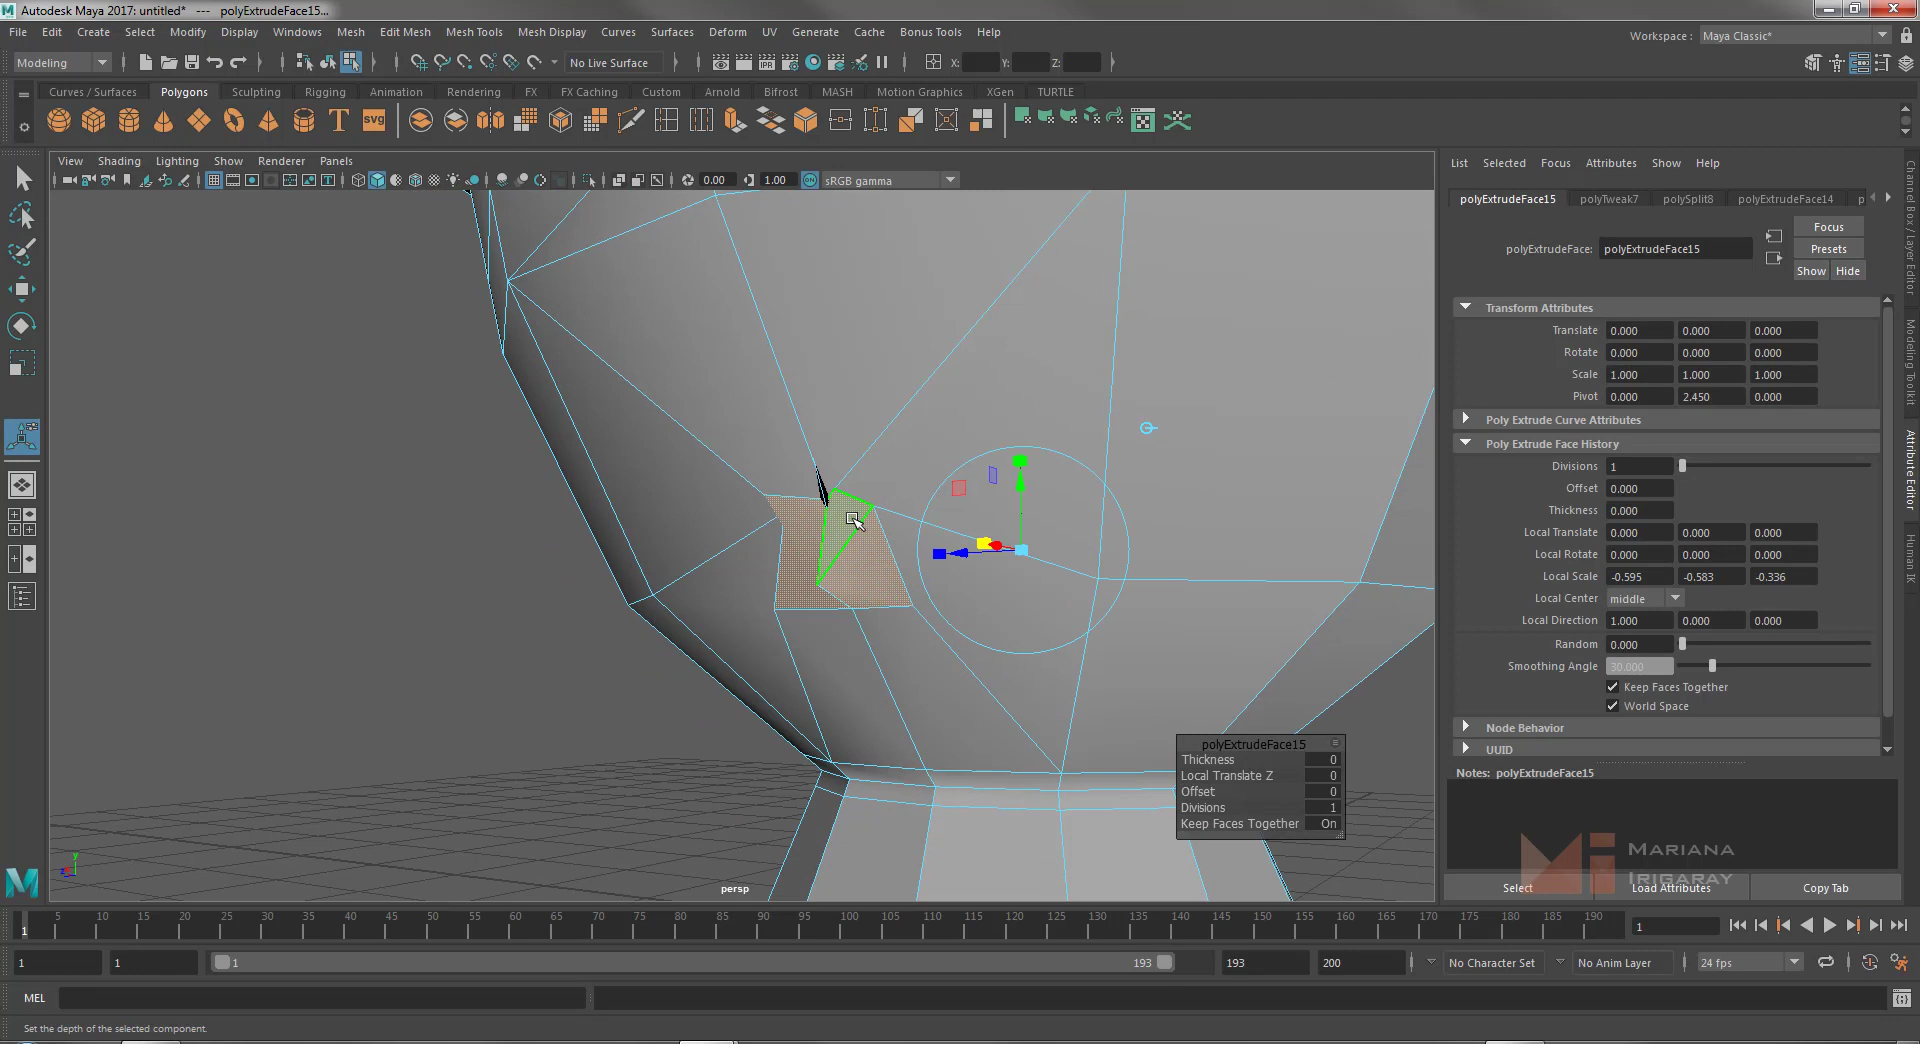 Autodesk Maya 2017: untitled*   ---   polyExtrudeFace15...
File Edit Create Select Modify Display Windows Mesh Edit Mesh Mesh Tools Mesh Display Curves Surfaces Deform UV Generate Cache Bonus Tools Help
Workspace : Maya Classic*
Modeling No Live Surface X: Y: Z:
Curves / Surfaces Polygons Sculpting Rigging Animation Rendering FX FX Caching Custom Arnold Bifrost MASH Motion Graphics XGen TURTLE
T svg
View Shading Lighting Show Renderer Panels
0.00 1.00 ON sRGB gamma
List Selected Focus Attributes Show Help
polyExtrudeFace15 polyTweak7 polySplit8 polyExtrudeFace14 p
Focus
polyExtrudeFace: polyExtrudeFace15 Presets
Show Hide
Transform Attributes
Translate 0.000 0.000 0.000
Rotate 0.000 0.000 0.000
Scale 1.000 1.000 1.000
Pivot 0.000 2.450 0.000
Poly Extrude Curve Attributes
Poly Extrude Face History
Divisions 1
Offset 0.000
Thickness 0.000
Local Translate 0.000 0.000 0.000
Local Rotate 0.000 0.000 0.000
Local Scale -0.595 -0.583 -0.336
Local Center middle
Local Direction 1.000 0.000 0.000
Random 0.000
Smoothing Angle 30.000
Keep Faces Together
World Space
Node Behavior
UUID
Notes: polyExtrudeFace15
Channel Box / Layer Editor
Modeling Toolkit
Attribute Editor
Human IK
polyExtrudeFace15
Thickness 0
Local Translate Z 0
Offset 0
Divisions 1
Keep Faces Together On
y
z
persp
MARIANA
IRIGARAY
Select Load Attributes Copy Tab
5 10 15 20 25 30 35 40 45 50 55 60 65 70 75 80 85 90 95 100 105 110 115 120 125 130 135 140 145 150 155 160 165 170 175 180 185 190
1 1
1 1 1 193 193 200 No Character Set No Anim Layer 24 fps
MEL
Set the depth of the selected component.